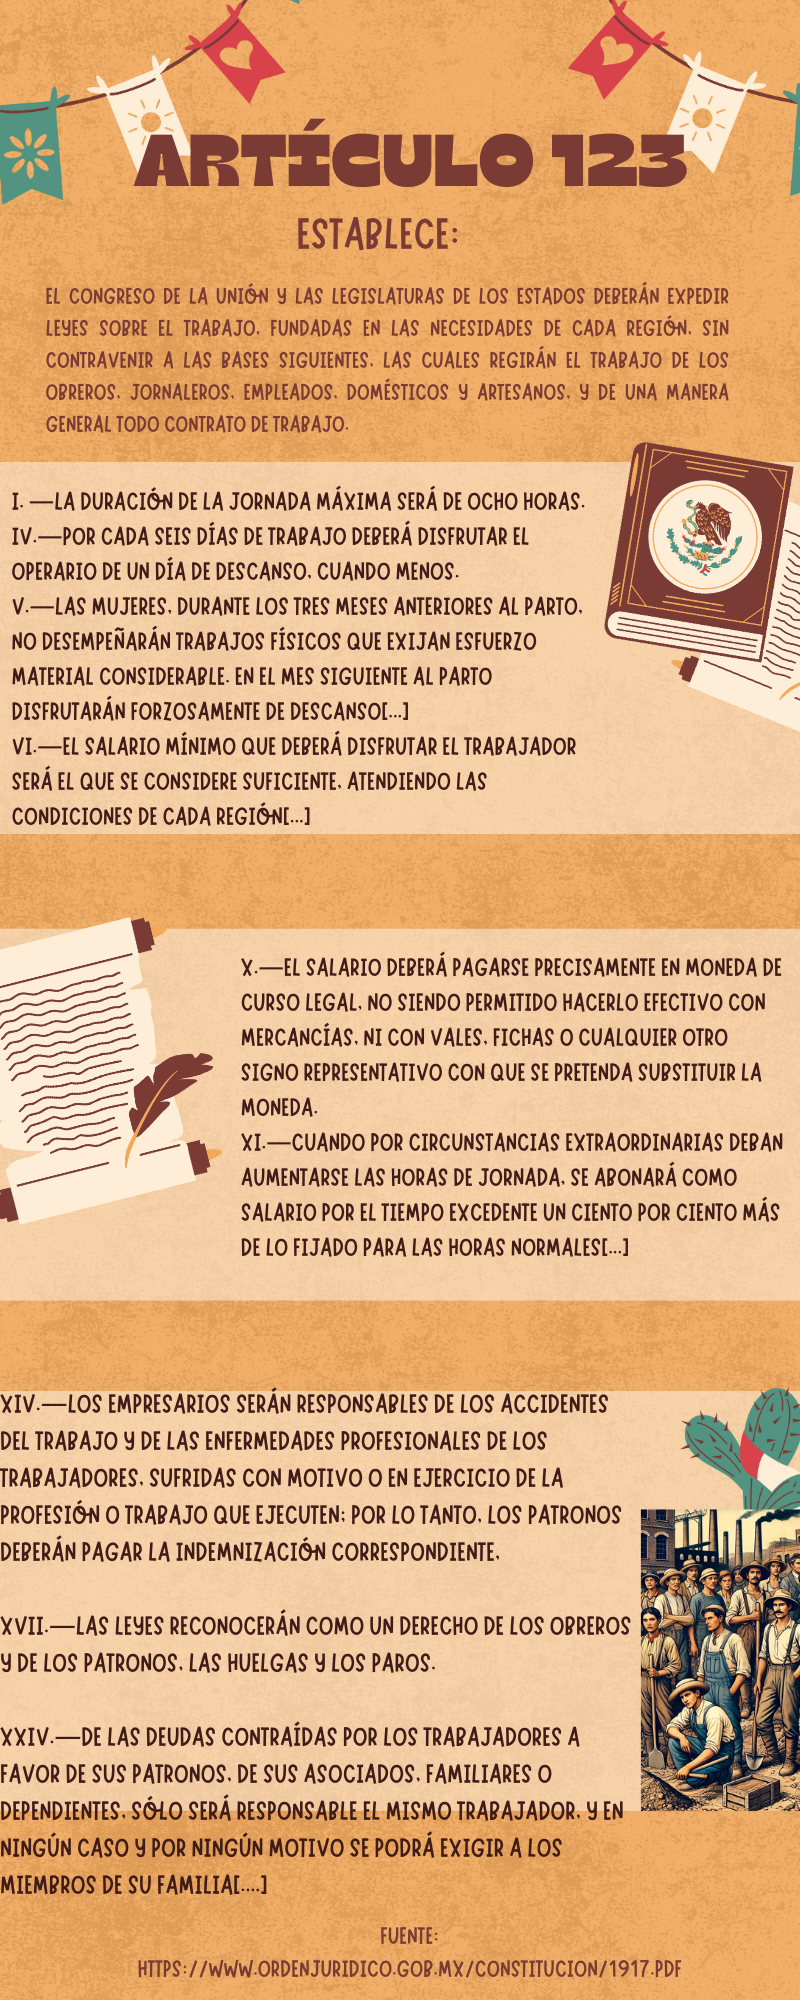 ARTÍCULO 123
ESTABLECE:
EL CONGRESO DE LA UNIÓN Y LAS LEGISLATURAS DE LOS ESTADOS DEBERÁN EXPEDIR
LEYES SOBRE EL TRABAJO, FUNDADAS EN LAS NECESIDADES DE CADA REGIÓN, SIN
CONTRAVENIR A LAS BASES SIGUIENTES, LAS CUALES REGIRÁN EL TRABAJO DE LOS
OBREROS, JORNALEROS, EMPLEADOS, DOMÉSTICOS Y ARTESANOS, Y DE UNA MANERA
GENERAL TODO CONTRATO DE TRABAJO.
I. —LA DURACIÓN DE LA JORNADA MÁXIMA SERÁ DE OCHO HORAS.
IV.—POR CADA SEIS DÍAS DE TRABAJO DEBERÁ DISFRUTAR EL
OPERARIO DE UN DÍA DE DESCANSO, CUANDO MENOS.
V.—LAS MUJERES, DURANTE LOS TRES MESES ANTERIORES AL PARTO,
NO DESEMPEÑARÁN TRABAJOS FÍSICOS QUE EXIJAN ESFUERZO
MATERIAL CONSIDERABLE. EN EL MES SIGUIENTE AL PARTO
DISFRUTARÁN FORZOSAMENTE DE DESCANSO[...]
VI.—EL SALARIO MÍNIMO QUE DEBERÁ DISFRUTAR EL TRABAJADOR
SERÁ EL QUE SE CONSIDERE SUFICIENTE, ATENDIENDO LAS
CONDICIONES DE CADA REGIÓN[...]
X.—EL SALARIO DEBERÁ PAGARSE PRECISAMENTE EN MONEDA DE
CURSO LEGAL, NO SIENDO PERMITIDO HACERLO EFECTIVO CON
MERCANCÍAS, NI CON VALES, FICHAS O CUALQUIER OTRO
SIGNO REPRESENTATIVO CON QUE SE PRETENDA SUBSTITUIR LA
MONEDA.
XI.—CUANDO POR CIRCUNSTANCIAS EXTRAORDINARIAS DEBAN
AUMENTARSE LAS HORAS DE JORNADA, SE ABONARÁ COMO
SALARIO POR EL TIEMPO EXCEDENTE UN CIENTO POR CIENTO MÁS
DE LO FIJADO PARA LAS HORAS NORMALES[...]
XIV.—LOS EMPRESARIOS SERÁN RESPONSABLES DE LOS ACCIDENTES
DEL TRABAJO Y DE LAS ENFERMEDADES PROFESIONALES DE LOS
TRABAJADORES, SUFRIDAS CON MOTIVO O EN EJERCICIO DE LA
PROFESIÓN O TRABAJO QUE EJECUTEN; POR LO TANTO, LOS PATRONOS
DEBERÁN PAGAR LA INDEMNIZACIÓN CORRESPONDIENTE,
XVII.—LAS LEYES RECONOCERÁN COMO UN DERECHO DE LOS OBREROS
Y DE LOS PATRONOS, LAS HUELGAS Y LOS PAROS.
XXIV.—DE LAS DEUDAS CONTRAÍDAS POR LOS TRABAJADORES A
FAVOR DE SUS PATRONOS, DE SUS ASOCIADOS, FAMILIARES O
DEPENDIENTES, SÓLO SERÁ RESPONSABLE EL MISMO TRABAJADOR, Y EN
NINGÚN CASO Y POR NINGÚN MOTIVO SE PODRÁ EXIGIR A LOS
MIEMBROS DE SU FAMILIA[....]
FUENTE:
HTTPS://WWW.ORDENJURIDICO.GOB.MX/CONSTITUCION/1917.PDF